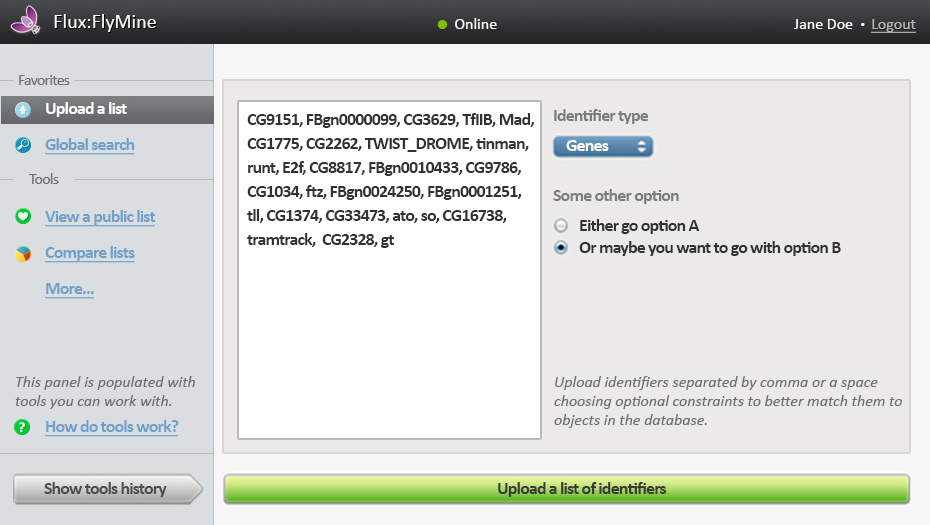 Flux:FlyMine
Online
Jane Doe • Logout
Favorites
Upload a list
Global search
Tools
View a public list
Compare lists
More...
This panel is populated with
tools you can work with.
? How do tools work?
Show tools history
CG9151, FBgn0000099, CG3629, TfIIB, Mad,
CG1775, CG2262, TWIST_DROME, tinman,
runt, E2f, CG8817, FBgn0010433, CG9786,
CG1034, ftz, FBgn0024250, FBgn0001251,
tll, CG1374, CG33473, ato, so, CG16738,
tramtrack, CG2328, gt
Identifier type
Genes
Some other option
Either go option A
Or maybe you want to go with option B
Upload identifiers separated by comma or a space
choosing optional constraints to better match them to
objects in the database.
Upload a list of identifiers